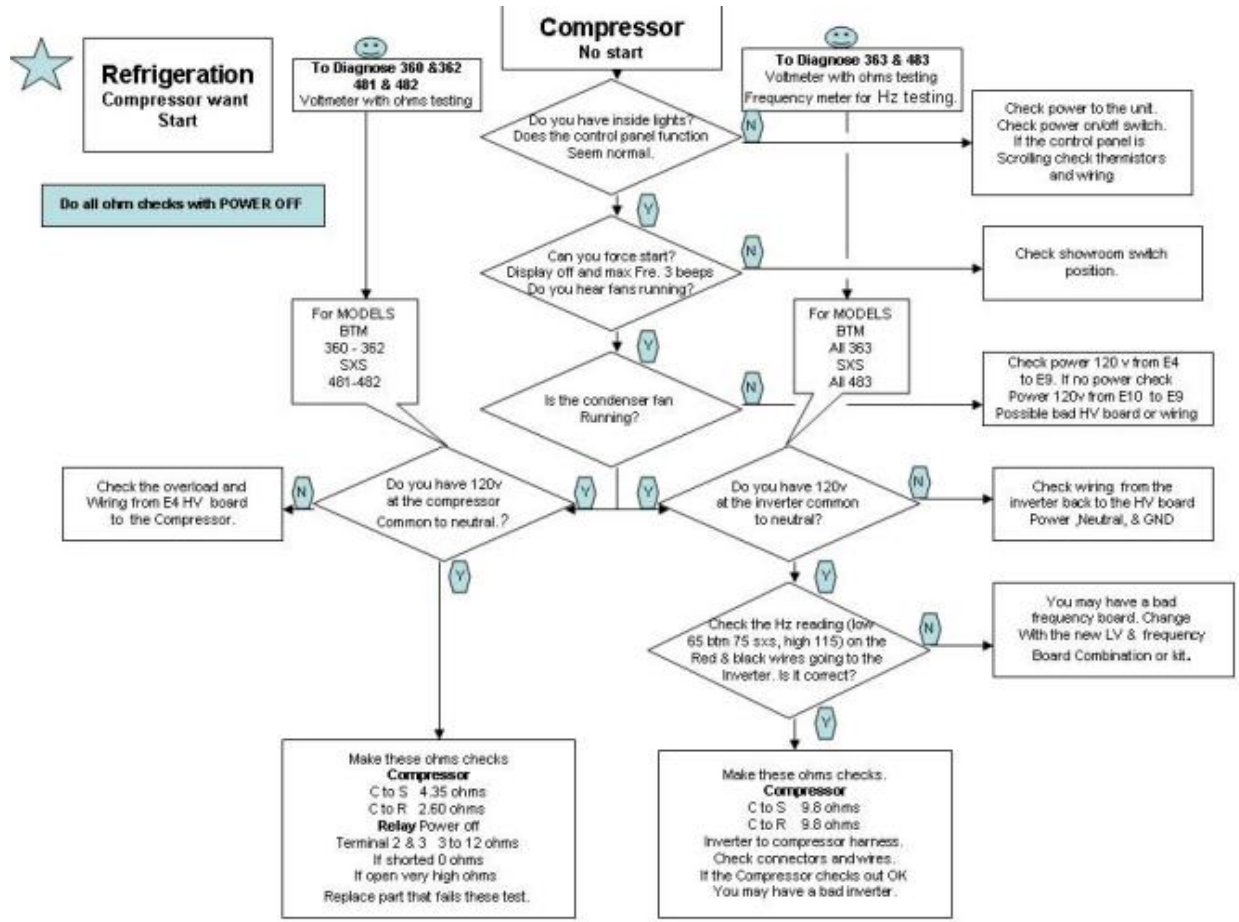 Refrigeration
Compressor want
Start
Do all ohm checks with POWER OFF
To Diagnose 360 &362
481 & 482
Voltmeter with ohms testing
Compressor
No start
To Diagnose 363 & 483
Voltmeter with ohms testing
Frequency meter for Hz testing.
Do you have inside lights?
Does the control panel function
Seem normal.
N
Check power to the unit.
Check power on/off switch.
If the control panel is
Scrolling check thermistors
and wiring
Y
Can you force start?
Display off and max Fre. 3 beeps
Do you hear fans running?
N
Check showroom switch
position.
Y
For MODELS
BTM
360 - 362
SXS
481-482
For MODELS
BTM
All 363
SXS
All 483
Is the condenser fan
Running?
N
Check power 120 v from E4
to E9. If no power check
Power 120v from E10 to E9
Possible bad HV board or wiring
Y
Y
Do you have 120v
at the compressor
Common to neutral.?
N
Check the overload and
Wiring from E4 HV board
to the Compressor.
Y
Do you have 120v
at the inverter common
to neutral?
N
Check wiring from the
inverter back to the HV board
Power ,Neutral, & GND
Y
Check the Hz reading (low
65 btm 75 sxs, high 115) on the
Red & black wires going to the
Inverter. Is it correct?
N
You may have a bad
frequency board. Change
With the new LV & frequency
Board Combination or kit.
Y
Make these ohms checks
Compressor
C to S 4.35 ohms
C to R 2.60 ohms
Relay Power off
Terminal 2 & 3 3 to 12 ohms
If shorted 0 ohms
If open very high ohms
Replace part that fails these test.
Make these ohms checks.
Compressor
C to S 9.8 ohms
C to R 9.8 ohms
Inverter to compressor harness.
Check connectors and wires.
If the Compressor checks out OK
You may have a bad inverter.